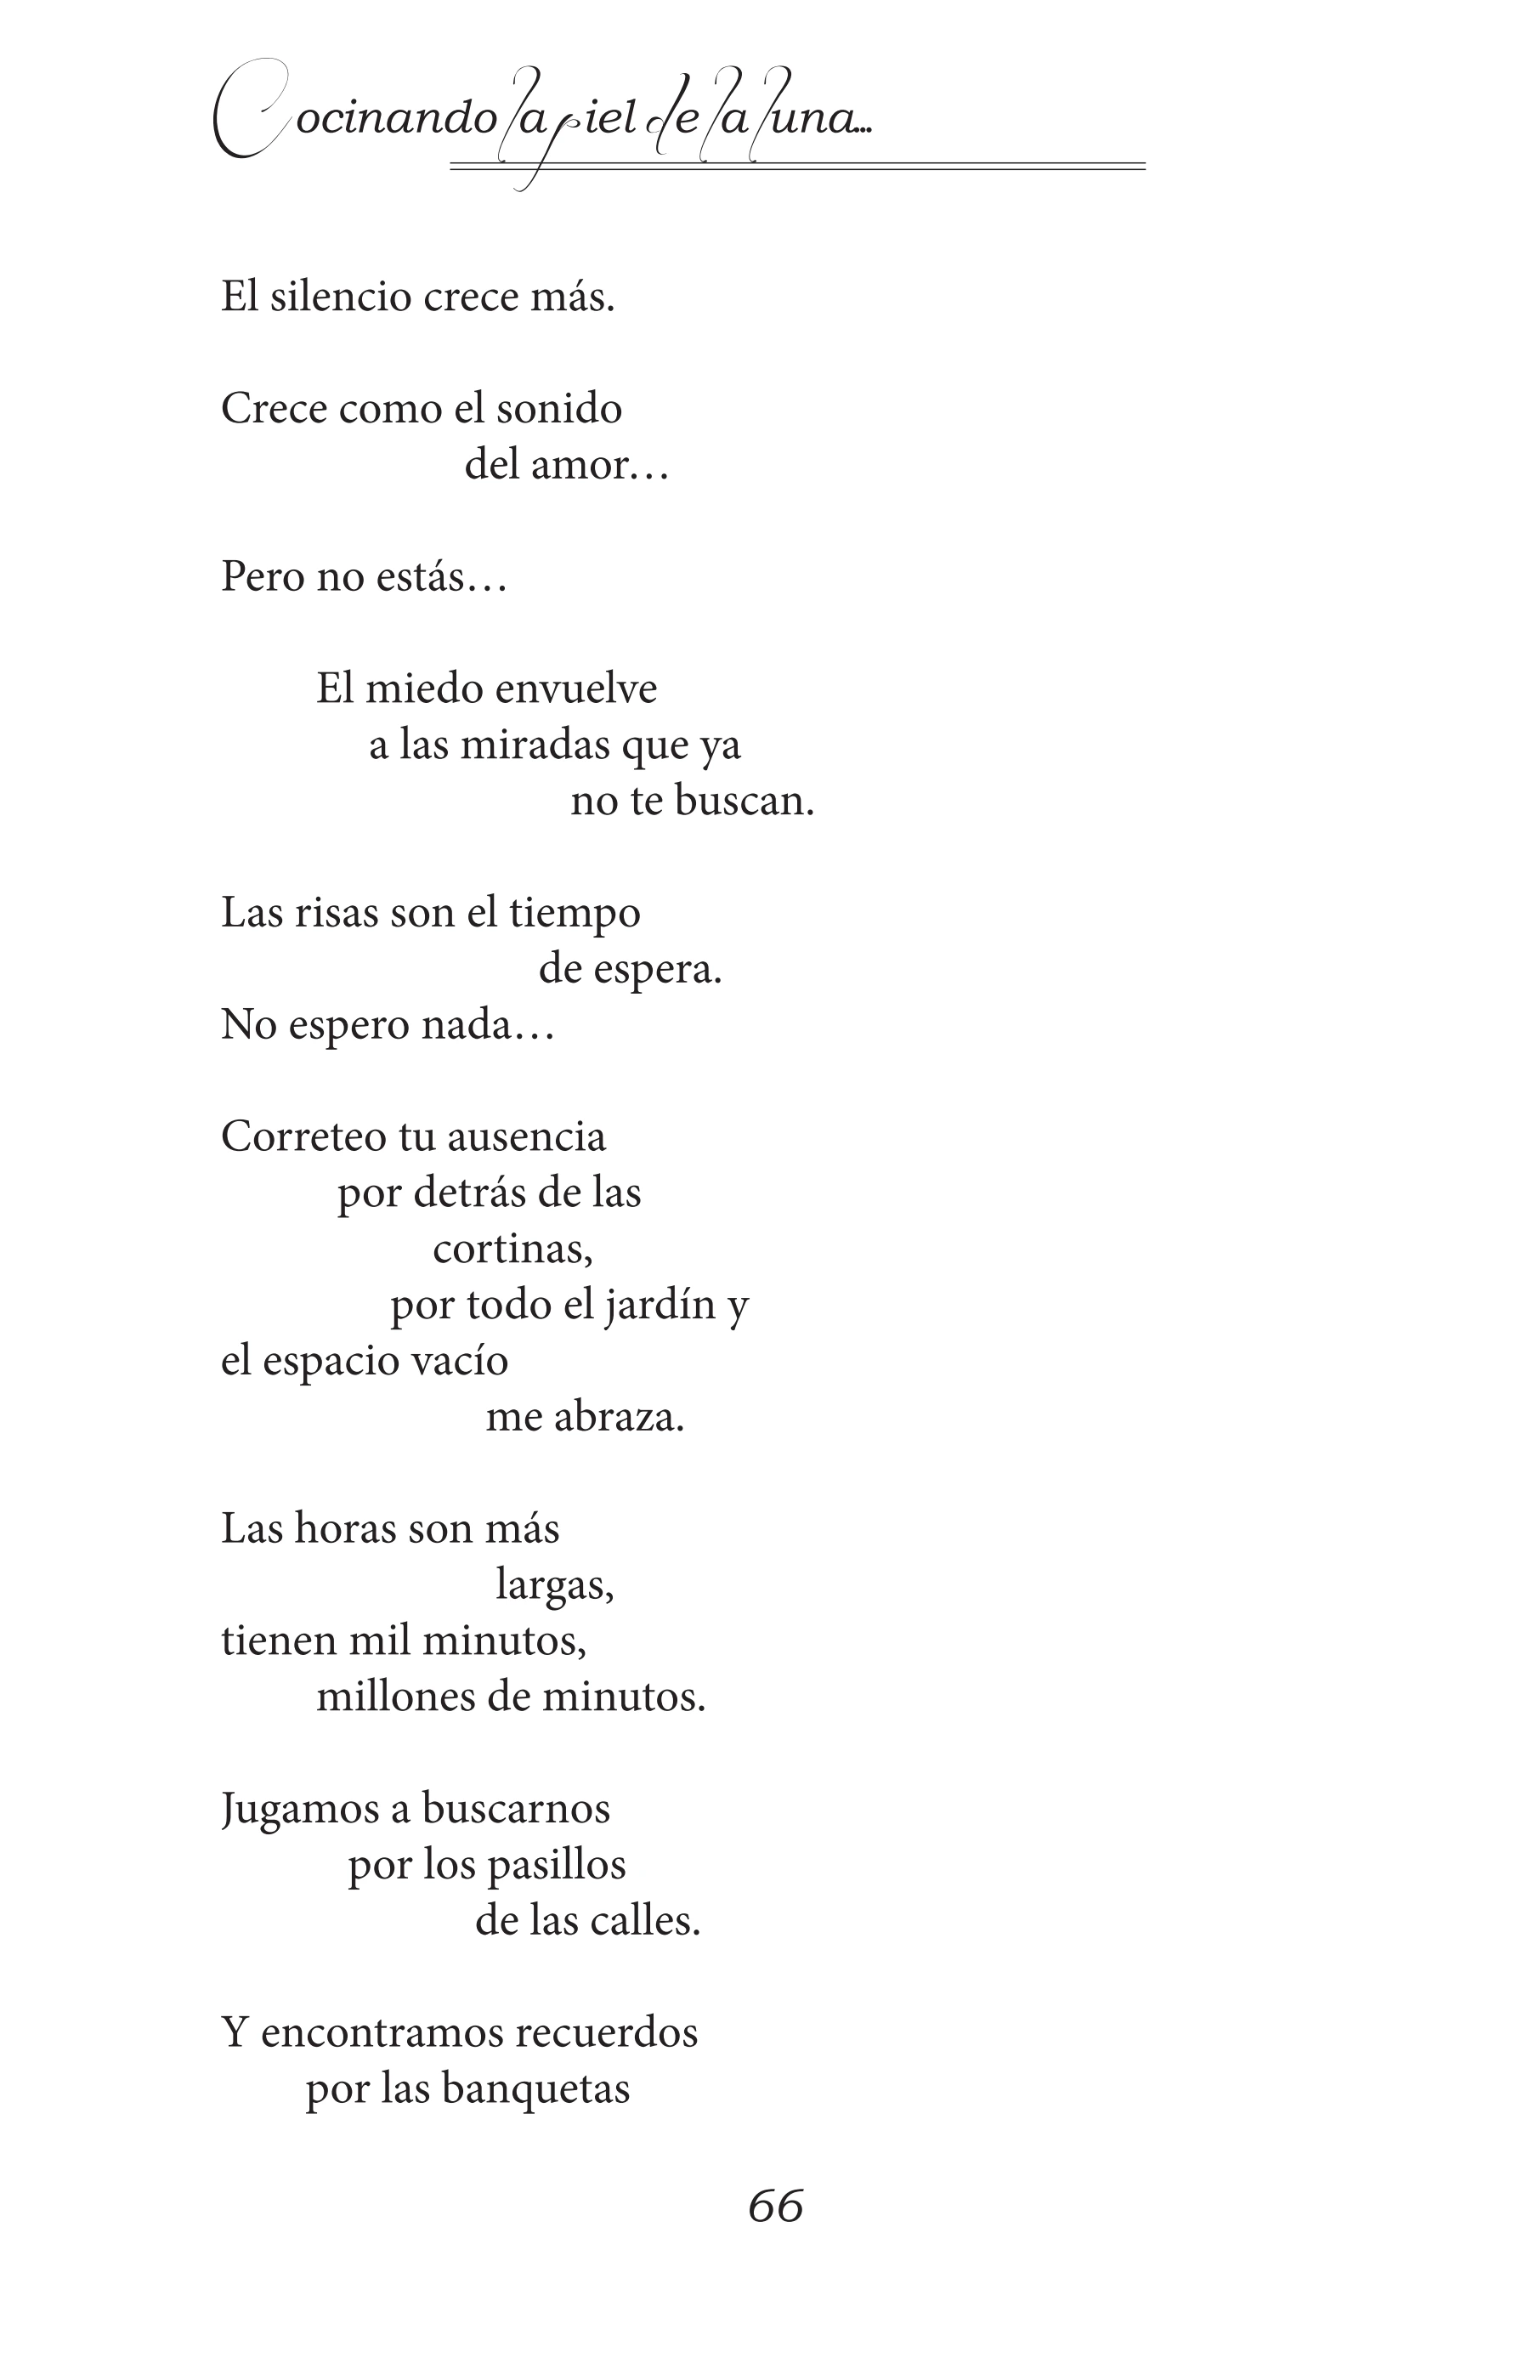 Cocinando la piel de la luna...
El silencio crece más.
Crece como el sonido
del amor…
Pero no estás…
El miedo envuelve
a las miradas que ya
no te buscan.
Las risas son el tiempo
de espera.
No espero nada…
Correteo tu ausencia
por detrás de las
cortinas,
por todo el jardín y
el espacio vacío
me abraza.
Las horas son más
largas,
tienen mil minutos,
millones de minutos.
Jugamos a buscarnos
por los pasillos
de las calles.
Y encontramos recuerdos
por las banquetas
66